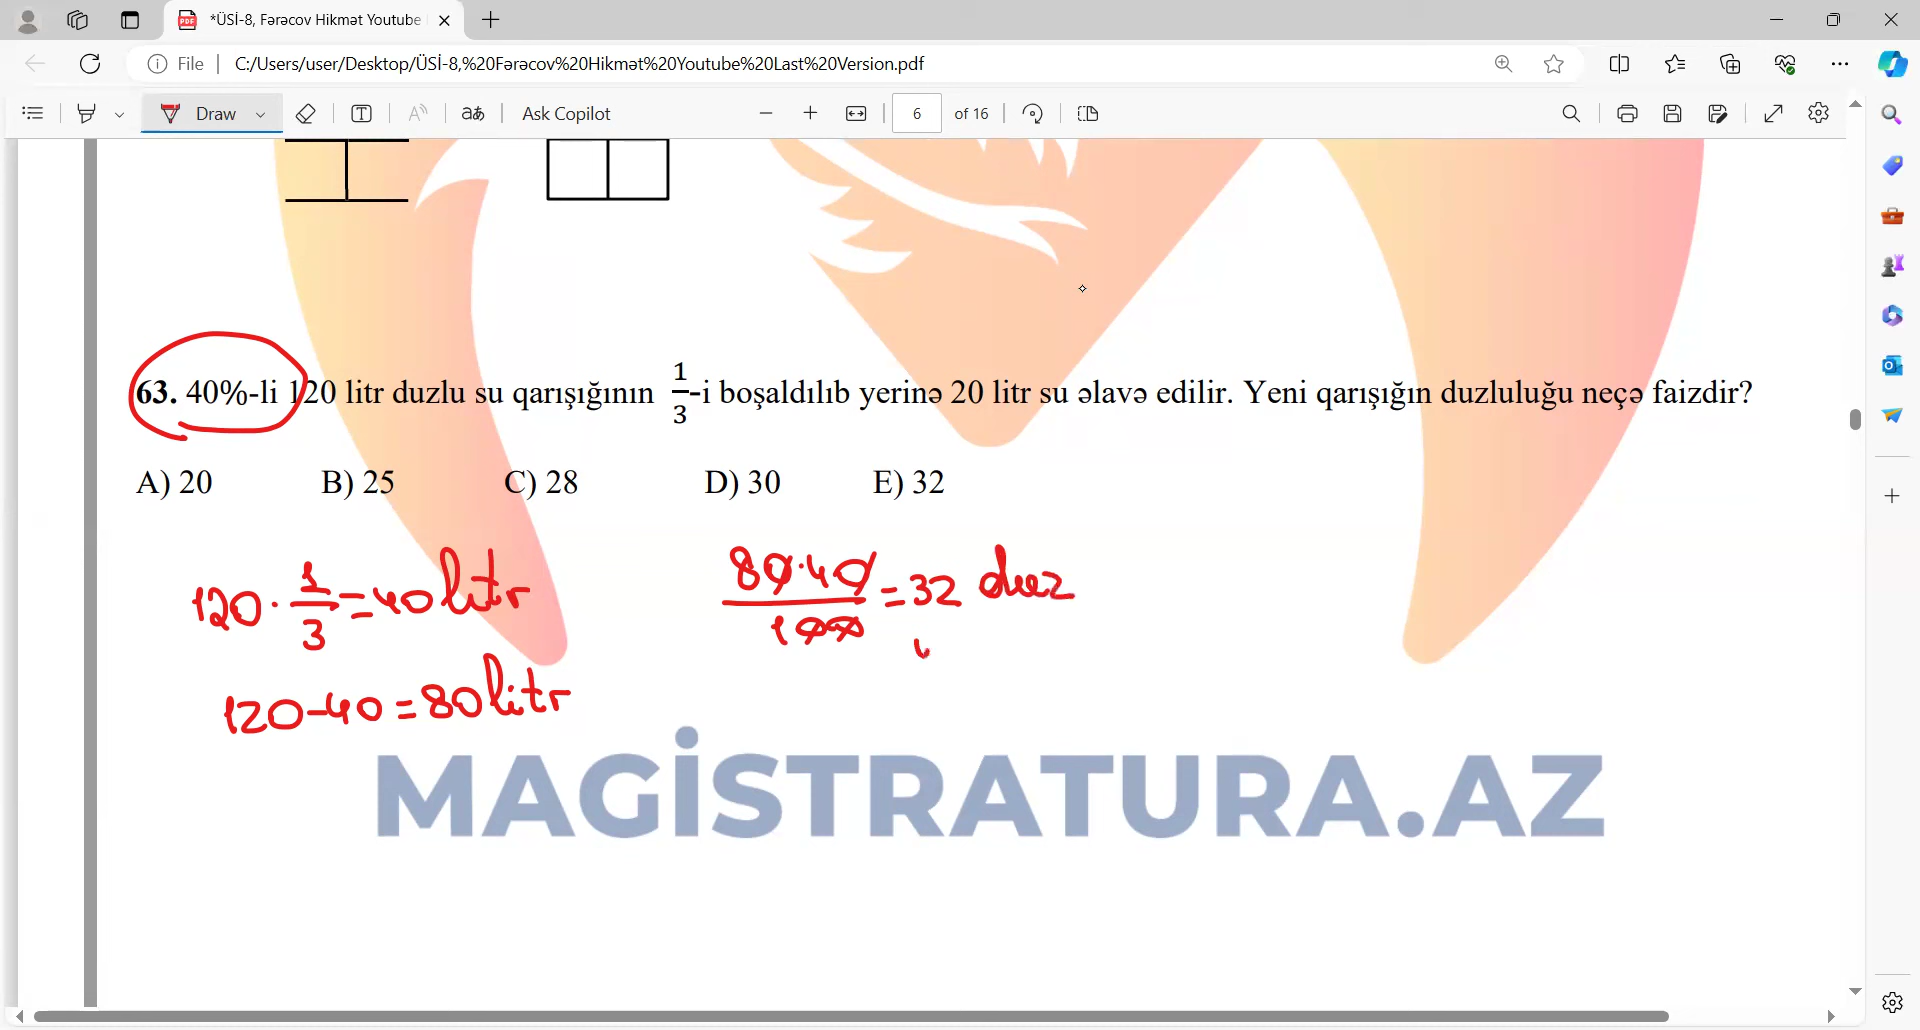 *ÜSİ-8, Fərəcov Hikmət Youtube
File
C:/Users/user/Desktop/ÜSİ-8,%20Fərəcov%20Hikmət%20Youtube%20Last%20Version.pdf
Draw
Ask Copilot
6 of 16
63. 40%-li 120 litr duzlu su qarışığının 1/3-i boşaldılıb yerinə 20 litr su əlavə edilir. Yeni qarışığın duzluluğu neçə faizdir?
A) 20 B) 25 C) 28 D) 30 E) 32
120 · 1/3 = 40 litr
80·40/100 = 32 duz
120-40=80 litr
MAGİSTRATURA.AZ